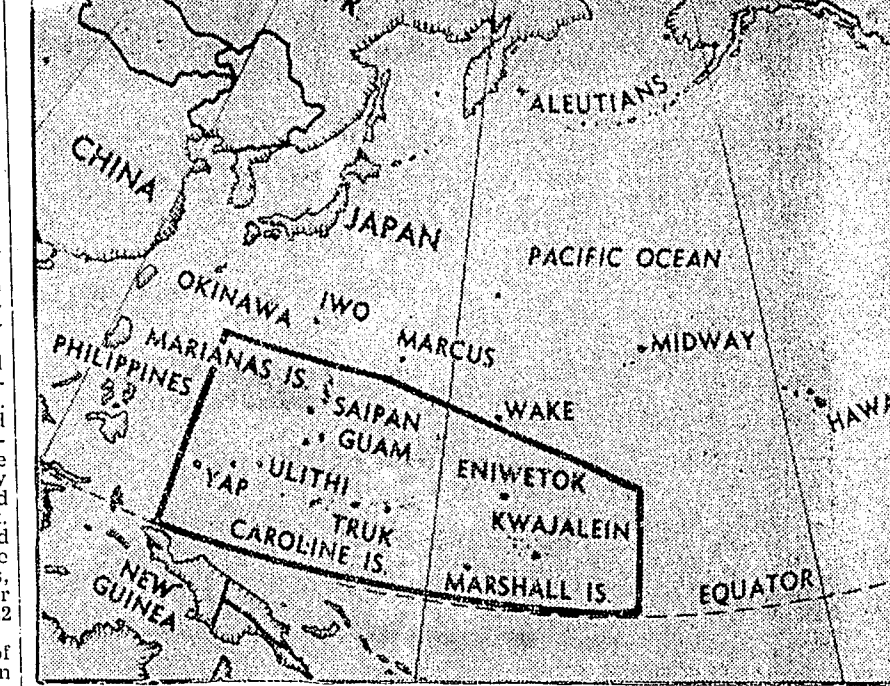 ALEUTIANS
CHINA
JAPAN
PACIFIC OCEAN
OKINAWA
IWO
MARCUS
MIDWAY
PHILIPPINES
MARIANAS IS.
SAIPAN
WAKE
GUAM
ULITHI
ENIWETOK
YAP
TRUK
KWAJALEIN
CAROLINE IS.
NEW
GUINEA
MARSHALL IS.
EQUATOR